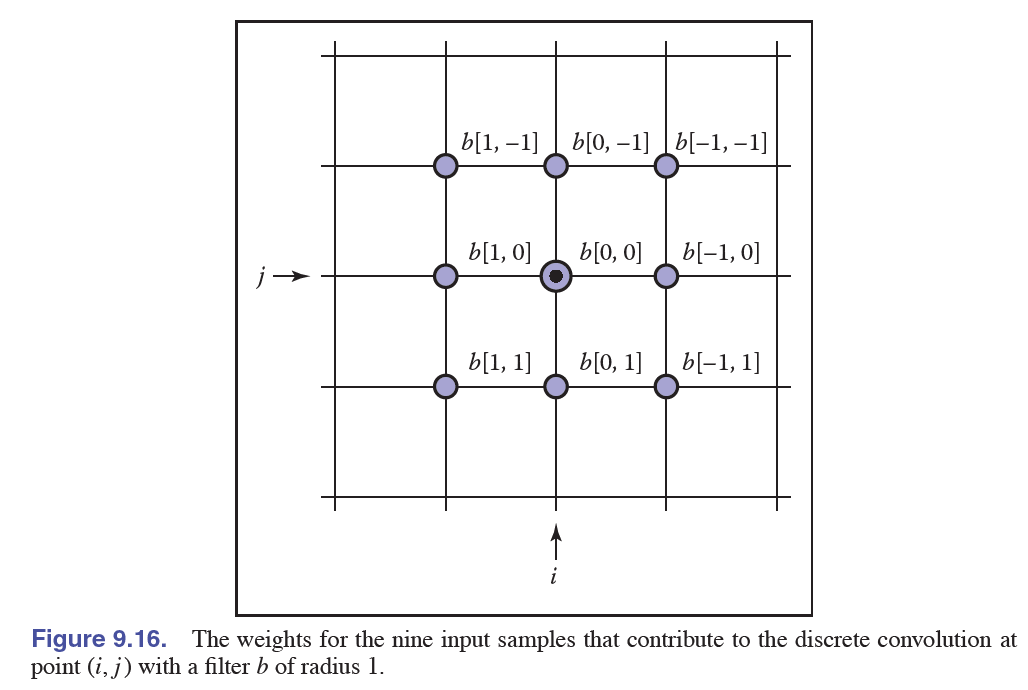 b[1, −1] b[0, −1] b[−1, −1]
b[1, 0] b[0, 0] b[−1, 0]
j
b[1, 1] b[0, 1] b[−1, 1]
i
Figure 9.16. The weights for the nine input samples that contribute to the discrete convolution at
point (i, j) with a filter b of radius 1.